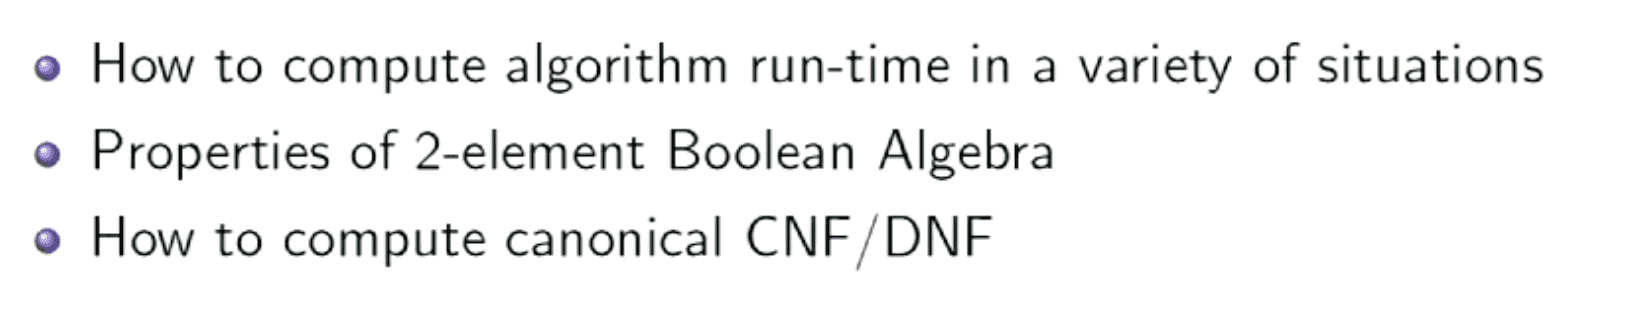 How to compute algorithm run-time in a variety of situations
Properties of 2-element Boolean Algebra
How to compute canonical CNF/DNF